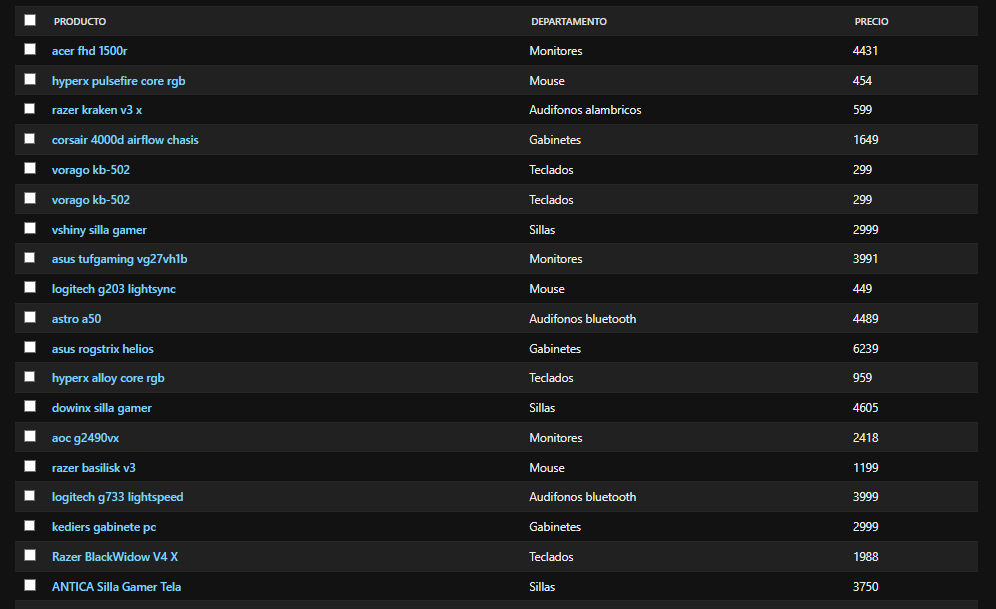 PRODUCTO DEPARTAMENTO PRECIO
acer fhd 1500r Monitores 4431
hyperx pulsefire core rgb Mouse 454
razer kraken v3 x Audifonos alambricos 599
corsair 4000d airflow chasis Gabinetes 1649
vorago kb-502 Teclados 299
vorago kb-502 Teclados 299
vshiny silla gamer Sillas 2999
asus tufgaming vg27vh1b Monitores 3991
logitech g203 lightsync Mouse 449
astro a50 Audifonos bluetooth 4489
asus rogstrix helios Gabinetes 6239
hyperx alloy core rgb Teclados 959
dowinx silla gamer Sillas 4605
aoc g2490vx Monitores 2418
razer basilisk v3 Mouse 1199
logitech g733 lightspeed Audifonos bluetooth 3999
kediers gabinete pc Gabinetes 2999
Razer BlackWidow V4 X Teclados 1988
ANTICA Silla Gamer Tela Sillas 3750